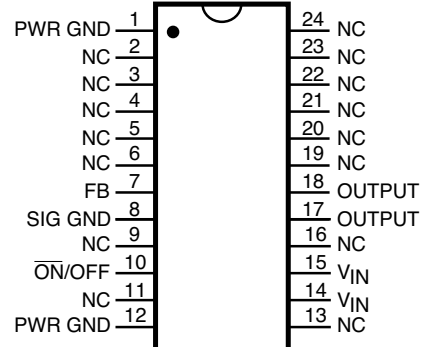 PWR GND 1 24 NC
NC 2 23 NC
NC 3 22 NC
NC 4 21 NC
NC 5 20 NC
NC 6 19 NC
FB 7 18 OUTPUT
SIG GND 8 17 OUTPUT
NC 9 16 NC
O̅N̅/OFF 10 15 VIN
NC 11 14 VIN
PWR GND 12 13 NC